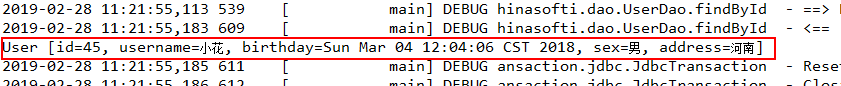 2019-02-28 11:21:55,113 539    [           main] DEBUG hinasofti.dao.UserDao.findById  - ==>
2019-02-28 11:21:55,183 609    [           main] DEBUG hinasofti.dao.UserDao.findById  - <==
User [id=45, username=小花, birthday=Sun Mar 04 12:04:06 CST 2018, sex=男, address=河南]
2019-02-28 11:21:55,185 611    [           main] DEBUG ansaction.jdbc.JdbcTransaction  - Reset
2019-02-28 11:21:55,186 612    [           main] DEBUG ansaction.jdbc.JdbcTransaction  - Clos